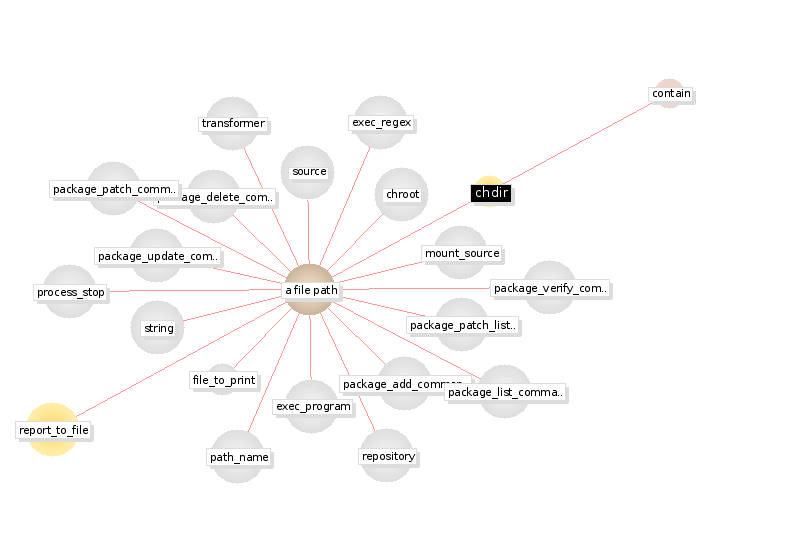 contain
transformer
exec_regex
source
package_patch_comm..
age_delete_com..
chroot
chdir
package_update_com..
mount_source
process_stop
a file path
package_verify_com..
string
package_patch_list..
file_to_print
package_add_comman
package_list_comma..
exec_program
report_to_file
path_name
repository